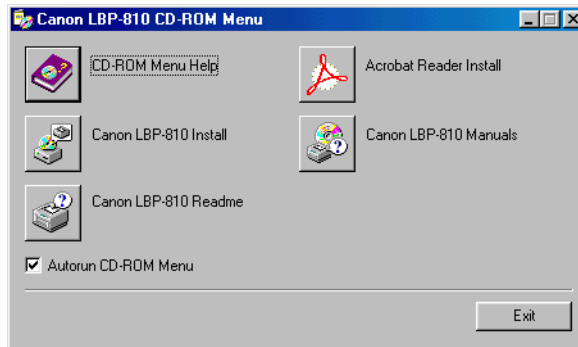 Canon LBP-810 CD-ROM Menu
CD-ROM Menu Help
Acrobat Reader Install
Canon LBP-810 Install
Canon LBP-810 Manuals
Canon LBP-810 Readme
Autorun CD-ROM Menu
Exit